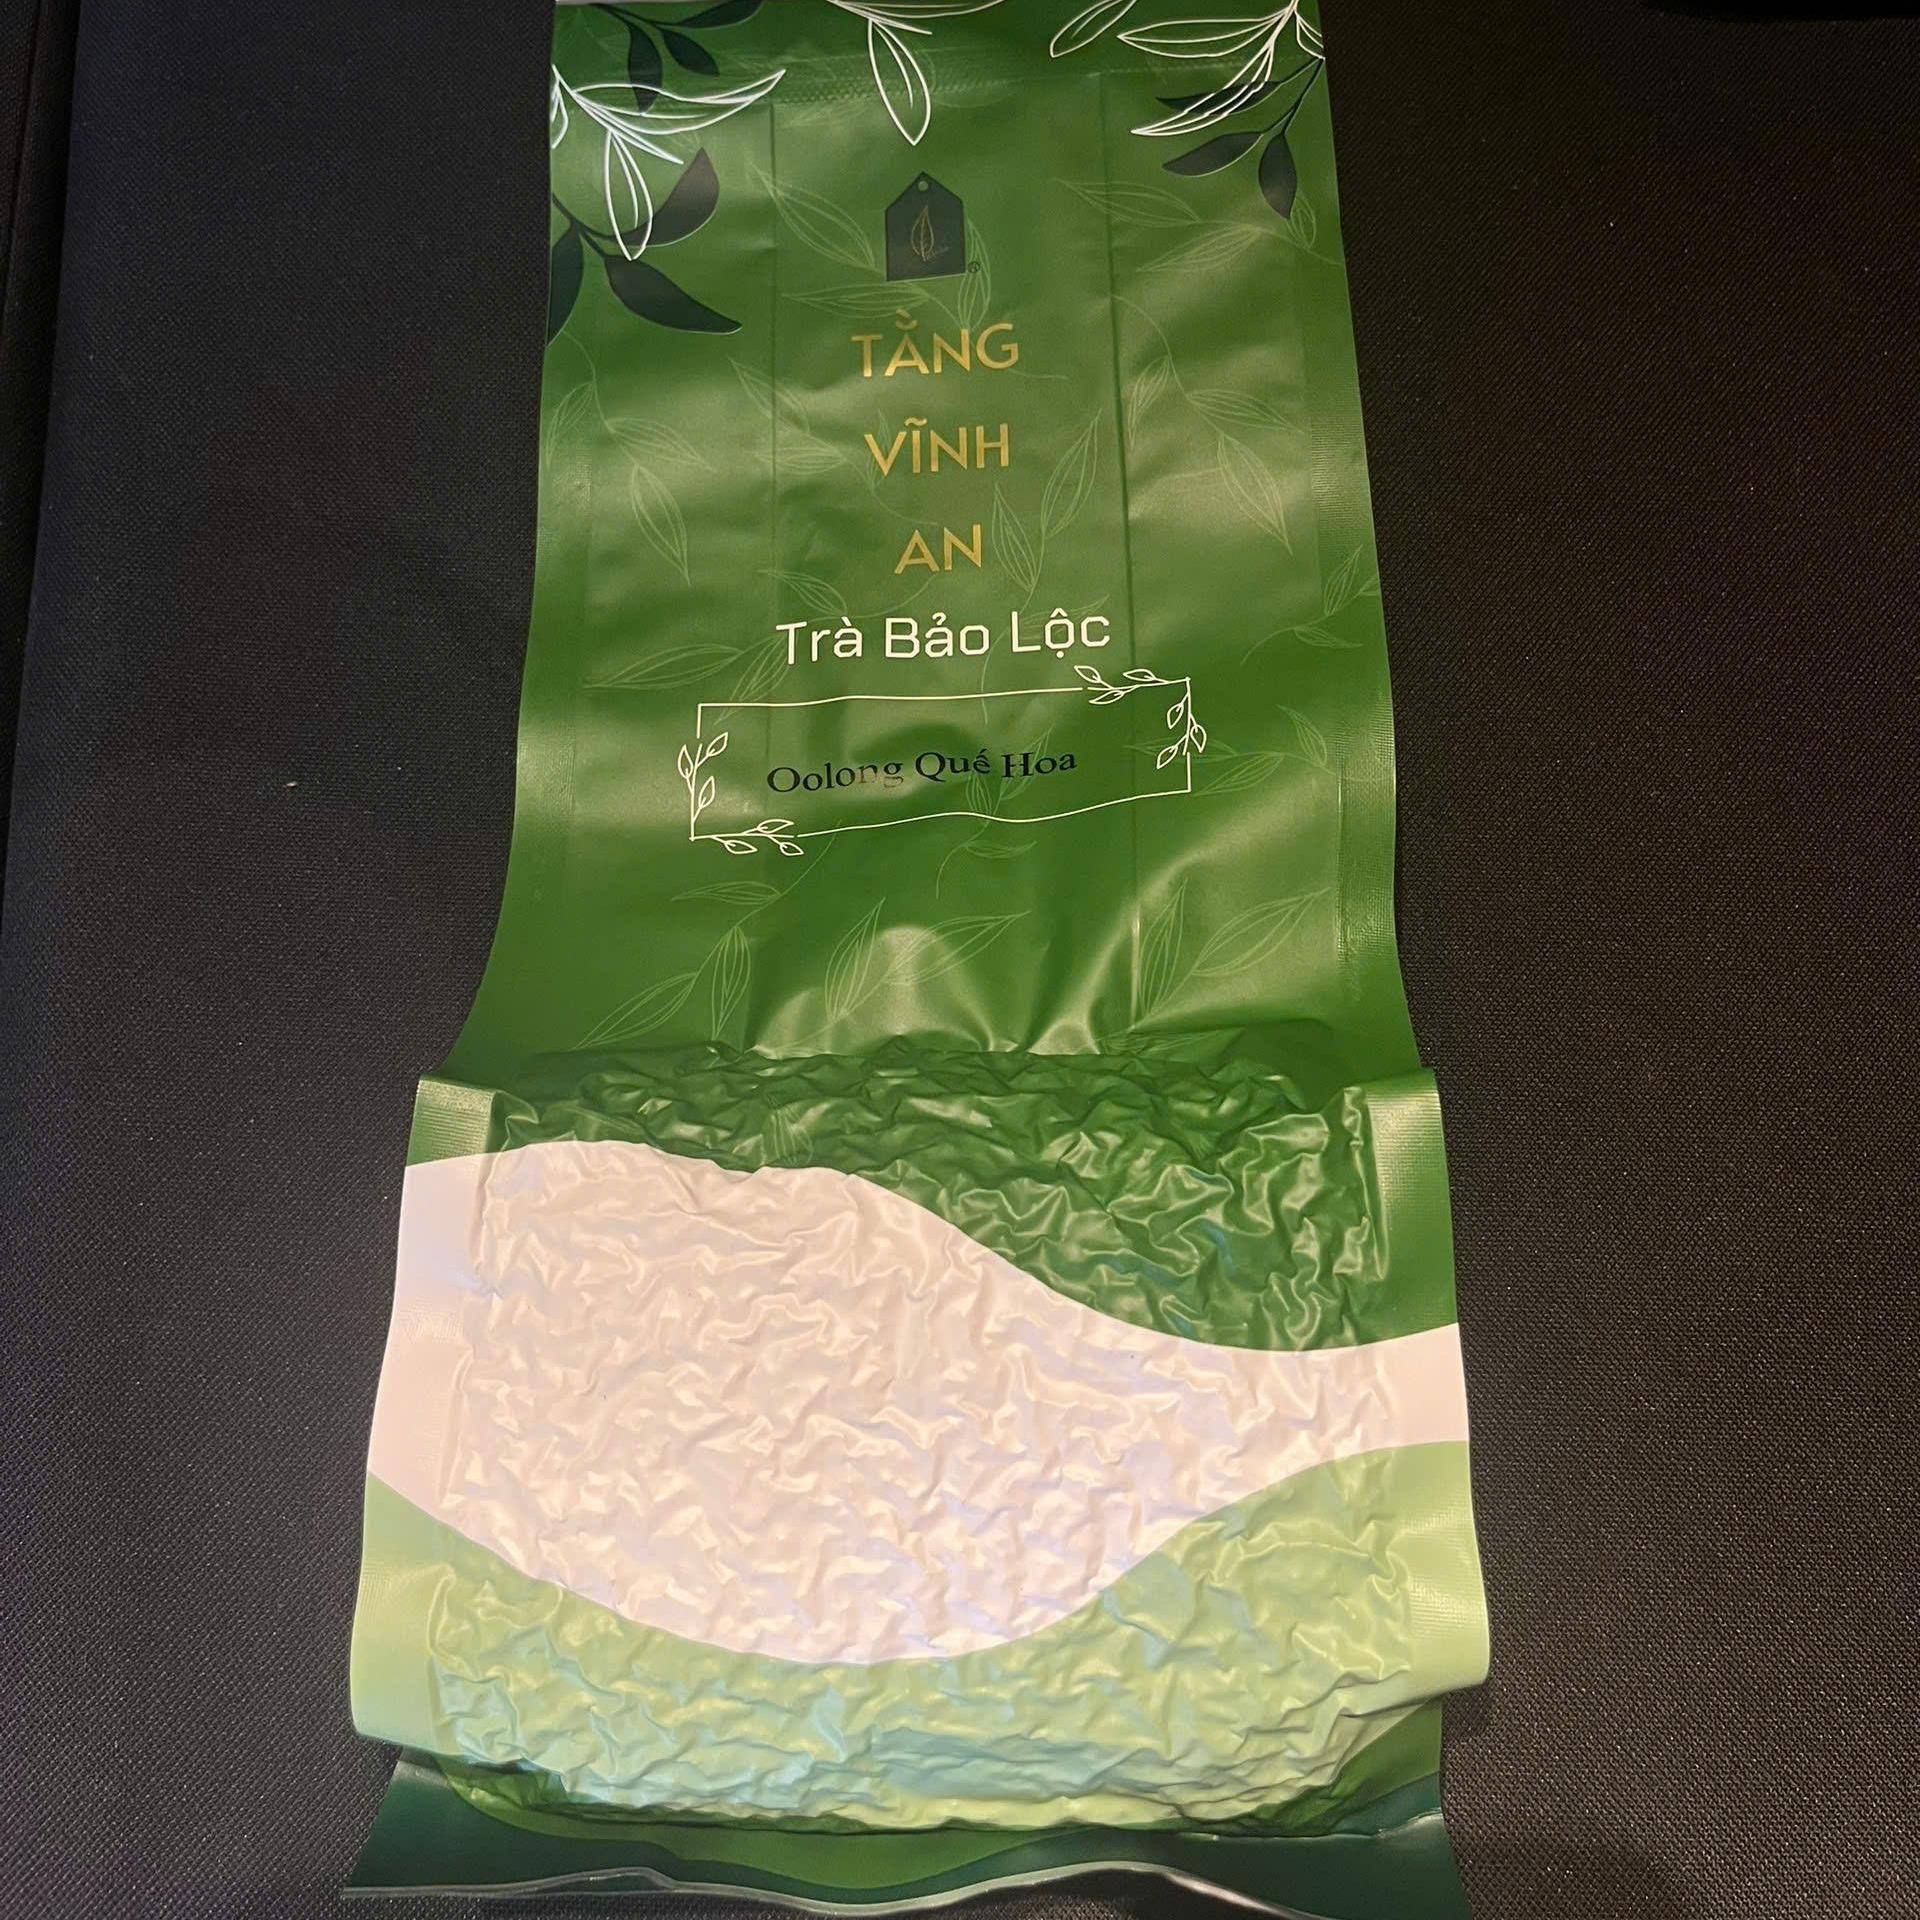 ®
TẰNG
VĨNH
AN
Trà Bảo Lộc
Oolong Quế Hoa